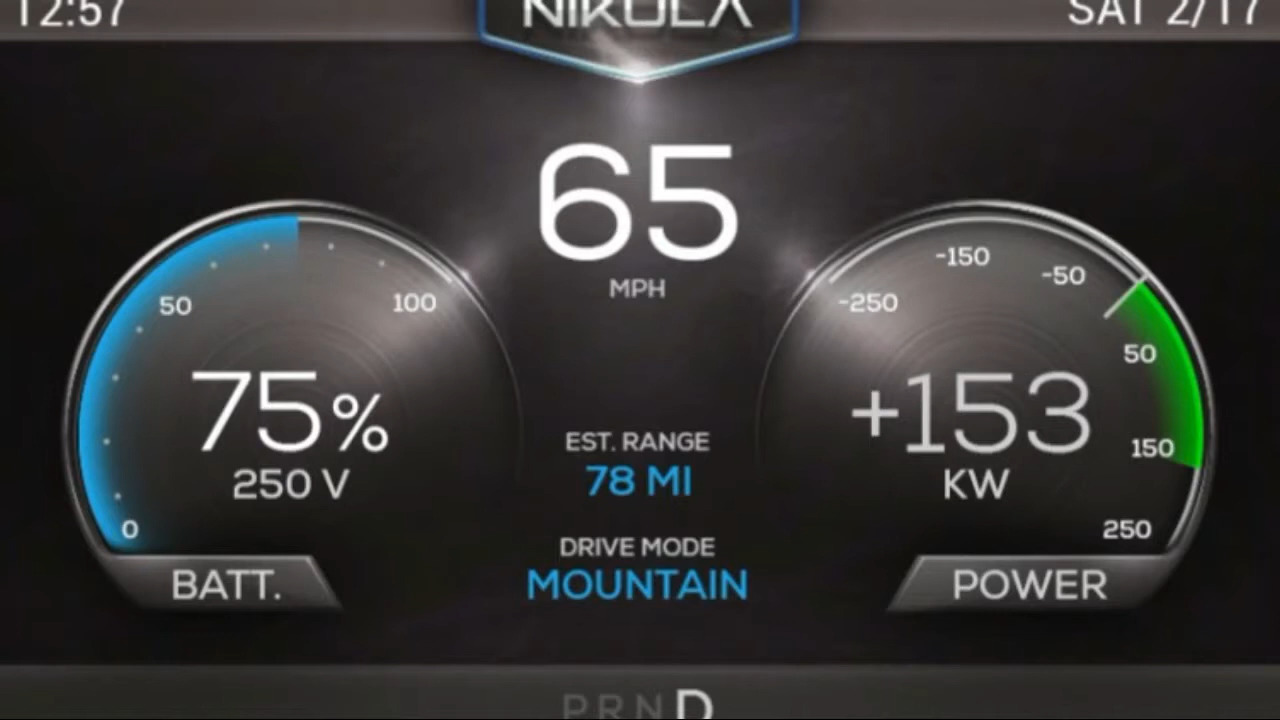 12:57
NIKOLA
SAT 2/17
65
MPH
50
100
75%
250 V
0
BATT.
EST. RANGE
78 MI
DRIVE MODE
MOUNTAIN
-250
-150
-50
50
150
250
+153
KW
POWER
PRND